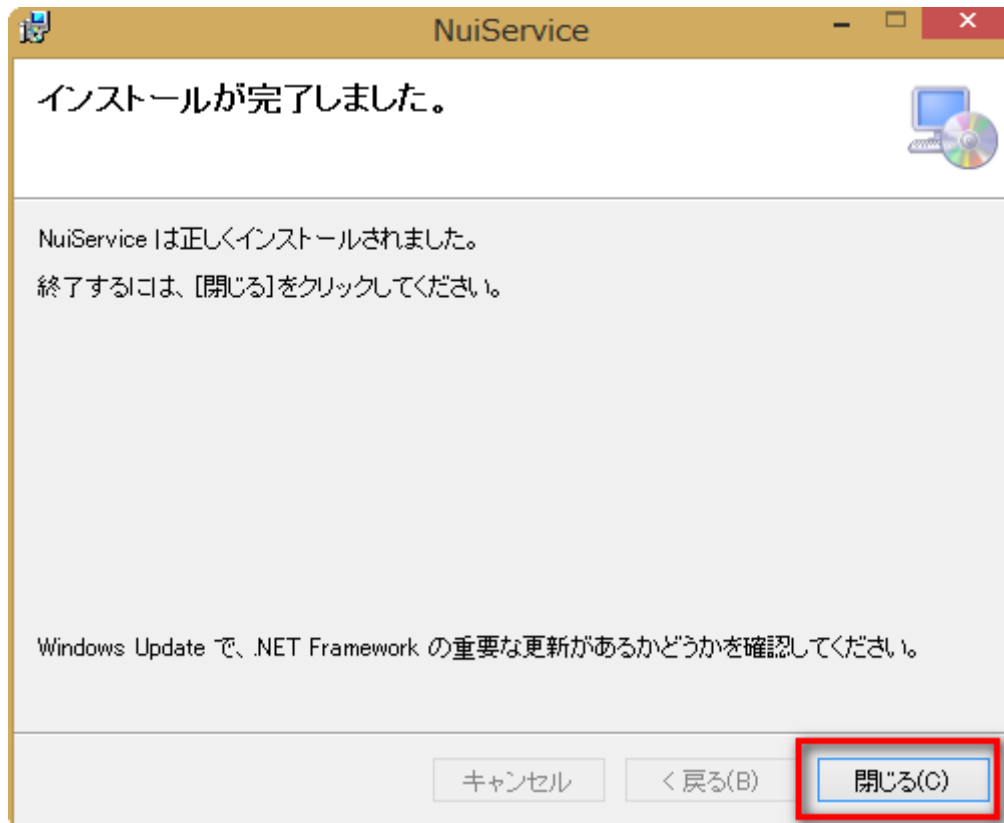 NuiService
インストールが完了しました。
NuiService は正しくインストールされました。
終了するには、[閉じる]をクリックしてください。
Windows Update で、.NET Framework の重要な更新があるかどうかを確認してください。
キャンセル
< 戻る(B)
閉じる(C)